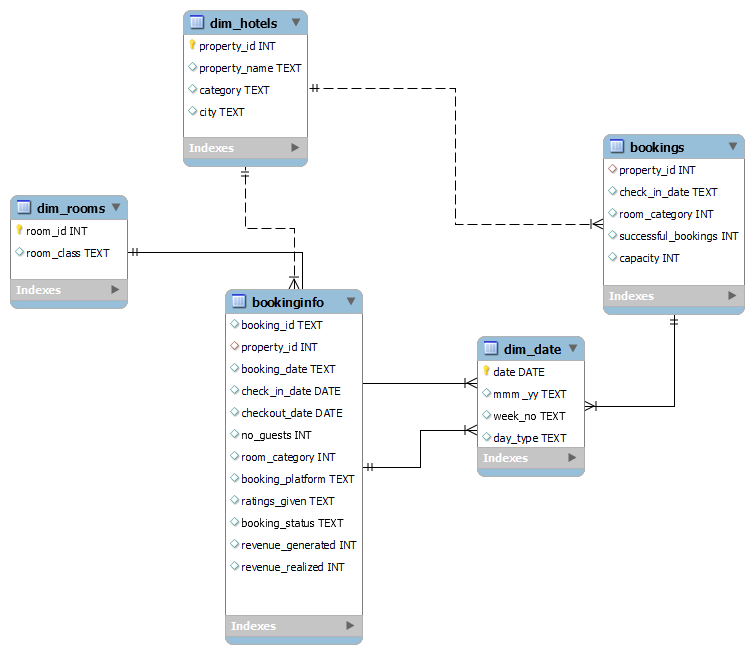 dim_hotels
property_id INT
property_name TEXT
category TEXT
city TEXT
Indexes
dim_rooms
room_id INT
room_class TEXT
Indexes
bookings
property_id INT
check_in_date TEXT
room_category INT
successful_bookings INT
capacity INT
Indexes
bookinginfo
booking_id TEXT
property_id INT
booking_date TEXT
check_in_date DATE
checkout_date DATE
no_guests INT
room_category INT
booking_platform TEXT
ratings_given TEXT
booking_status TEXT
revenue_generated INT
revenue_realized INT
Indexes
dim_date
date DATE
mmm_yy TEXT
week_no TEXT
day_type TEXT
Indexes